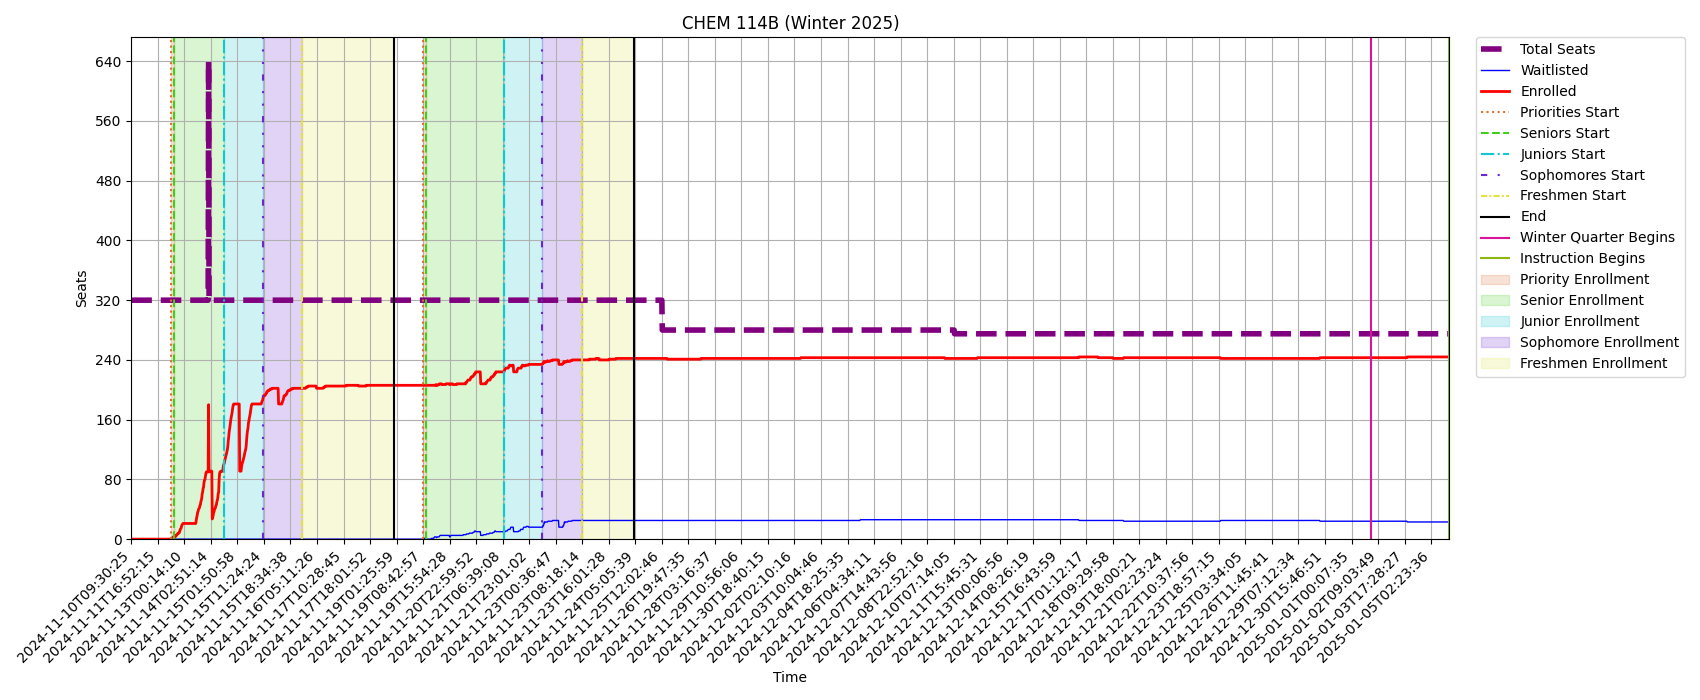 CHEM 114B (Winter 2025)
Seats
640
560
480
400
320
240
160
80
0
2024-11-10T09:30:25
2024-11-11T16:52:15
2024-11-13T00:14:10
2024-11-14T02:51:14
2024-11-15T01:50:58
2024-11-15T11:24:24
2024-11-15T18:34:38
2024-11-16T05:11:26
2024-11-17T10:28:45
2024-11-17T18:01:52
2024-11-19T01:25:59
2024-11-19T08:42:57
2024-11-19T15:54:28
2024-11-20T22:59:52
2024-11-21T06:39:08
2024-11-21T23:01:02
2024-11-23T00:36:47
2024-11-23T08:18:14
2024-11-23T16:01:28
2024-11-24T05:05:39
2024-11-25T12:02:46
2024-11-26T19:47:35
2024-11-28T03:16:37
2024-11-29T10:56:06
2024-11-30T18:40:15
2024-12-02T02:10:16
2024-12-03T10:04:46
2024-12-04T18:25:35
2024-12-06T04:34:11
2024-12-07T14:43:56
2024-12-08T22:52:16
2024-12-10T07:14:05
2024-12-11T15:45:31
2024-12-13T00:06:56
2024-12-14T08:26:19
2024-12-15T16:43:59
2024-12-17T01:12:17
2024-12-18T09:29:58
2024-12-19T18:00:21
2024-12-21T02:23:24
2024-12-22T10:37:56
2024-12-23T18:57:15
2024-12-25T03:34:05
2024-12-26T11:45:41
2024-12-29T07:12:34
2024-12-30T15:46:51
2025-01-01T00:07:35
2025-01-02T09:03:49
2025-01-03T17:28:27
2025-01-05T02:23:36
Time
Total Seats
Waitlisted
Enrolled
Priorities Start
Seniors Start
Juniors Start
Sophomores Start
Freshmen Start
End
Winter Quarter Begins
Instruction Begins
Priority Enrollment
Senior Enrollment
Junior Enrollment
Sophomore Enrollment
Freshmen Enrollment